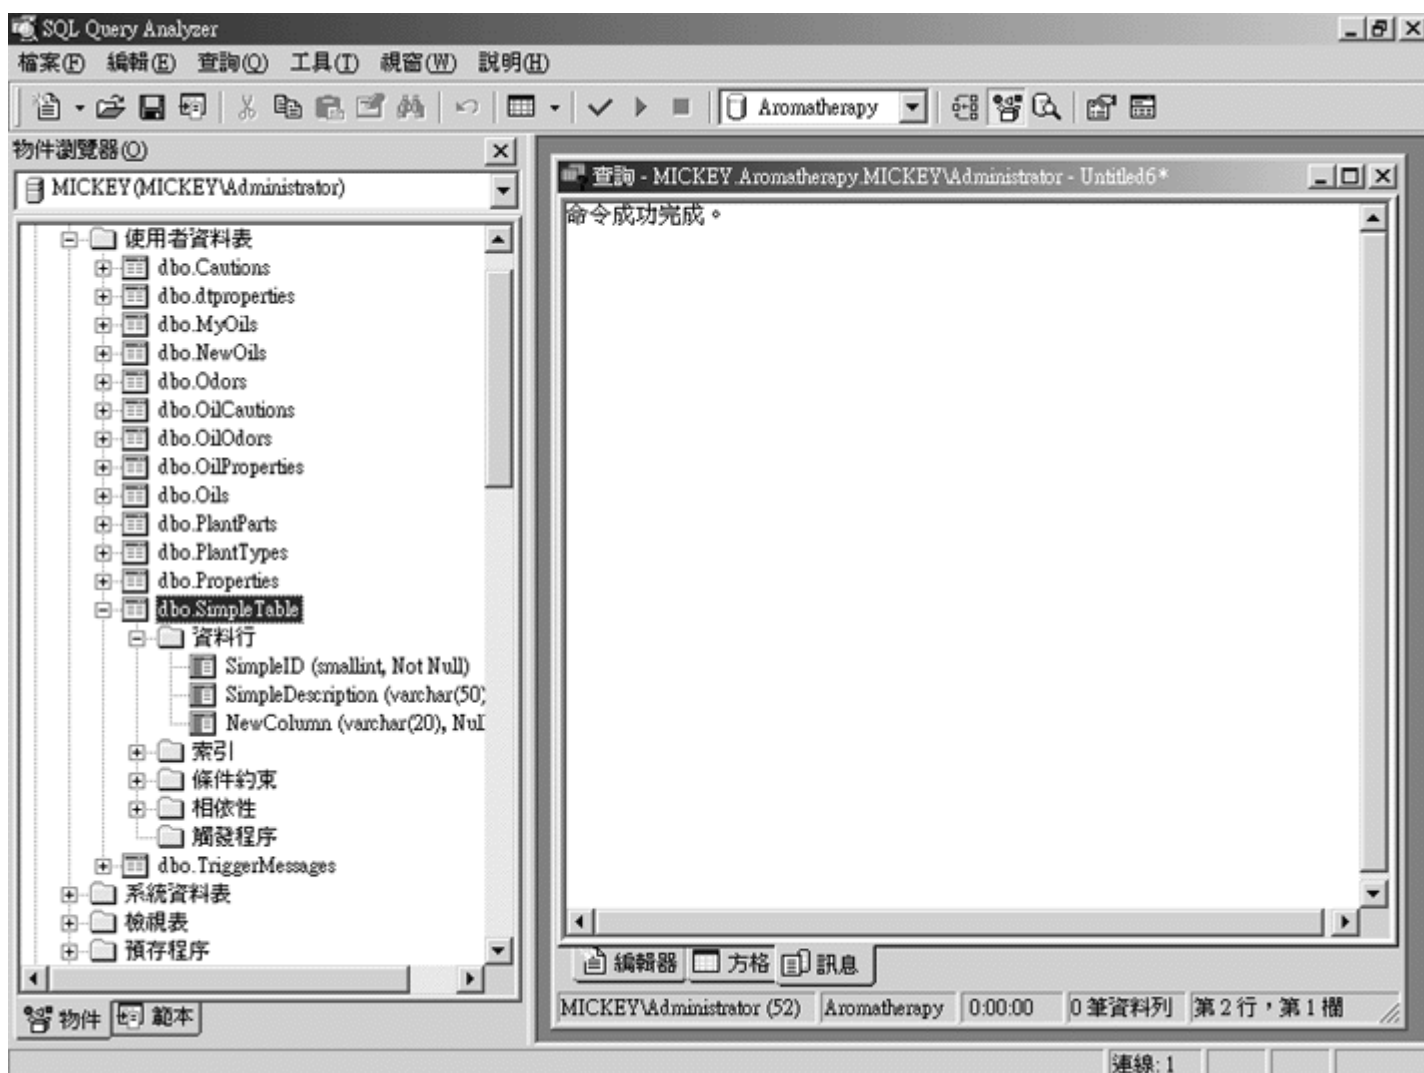 SQL Query Analyzer
檔案(F) 編輯(E) 查詢(Q) 工具(T) 視窗(W) 說明(H)
Aromatherapy
物件瀏覽器(O)
MICKEY(MICKEY\Administrator)
使用者資料表
dbo.Cautions
dbo.dtproperties
dbo.MyOils
dbo.NewOils
dbo.Odors
dbo.OilCautions
dbo.OilOdors
dbo.OilProperties
dbo.Oils
dbo.PlantParts
dbo.PlantTypes
dbo.Properties
dbo.SimpleTable
資料行
SimpleID (smallint, Not Null)
SimpleDescription (varchar(50)
NewColumn (varchar(20), Null
索引
條件約束
相依性
觸發程序
dbo.TriggerMessages
系統資料表
檢視表
預存程序
物件 範本
查詢 - MICKEY.Aromatherapy.MICKEY\Administrator - Untitled6*
命令成功完成。
編輯器 方格 訊息
MICKEY\Administrator (52) Aromatherapy 0:00:00 0 筆資料列 第 2 行，第 1 欄
連線: 1